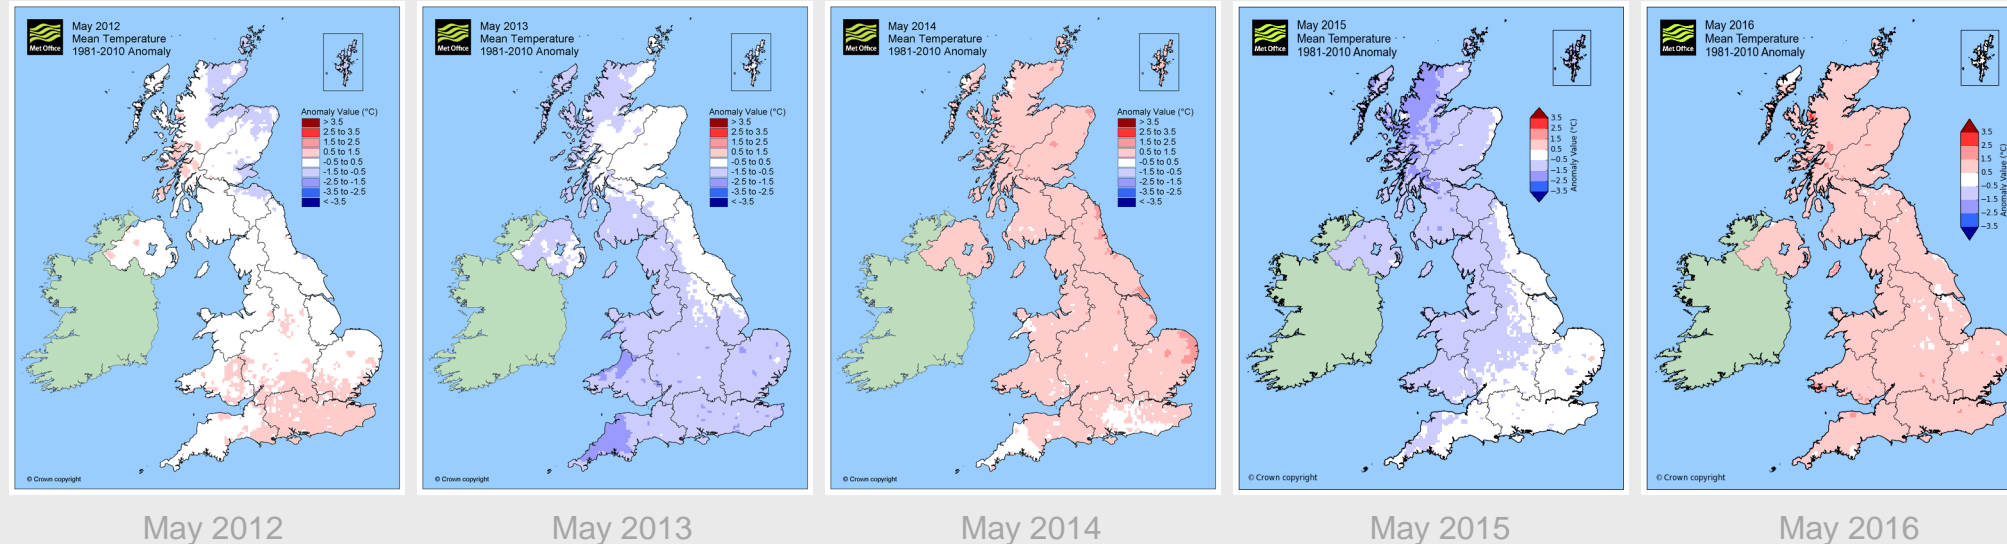 Met Office
May 2012
Mean Temperature
1981-2010 Anomaly
Anomaly Value (°C)
> 3.5
2.5 to 3.5
1.5 to 2.5
0.5 to 1.5
-0.5 to 0.5
-1.5 to -0.5
-2.5 to -1.5
-3.5 to -2.5
< -3.5
© Crown copyright
May 2012
Met Office
May 2013
Mean Temperature
1981-2010 Anomaly
Anomaly Value (°C)
> 3.5
2.5 to 3.5
1.5 to 2.5
0.5 to 1.5
-0.5 to 0.5
-1.5 to -0.5
-2.5 to -1.5
-3.5 to -2.5
< -3.5
© Crown copyright
May 2013
Met Office
May 2014
Mean Temperature
1981-2010 Anomaly
Anomaly Value (°C)
> 3.5
2.5 to 3.5
1.5 to 2.5
0.5 to 1.5
-0.5 to 0.5
-1.5 to -0.5
-2.5 to -1.5
-3.5 to -2.5
< -3.5
© Crown copyright
May 2014
Met Office
May 2015
Mean Temperature
1981-2010 Anomaly
3.5
2.5
1.5
0.5
−0.5
−1.5
−2.5
−3.5
Anomaly Value (°C)
© Crown copyright
May 2015
Met Office
May 2016
Mean Temperature
1981-2010 Anomaly
3.5
2.5
1.5
0.5
−0.5
−1.5
−2.5
−3.5
Anomaly Value (°C)
© Crown copyright
May 2016